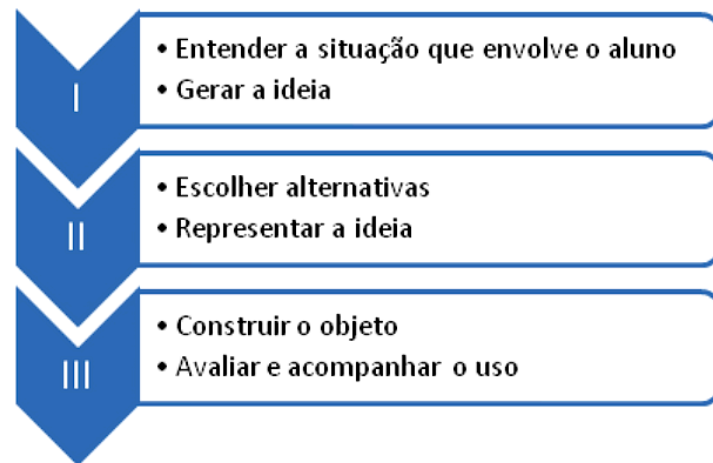 I
• Entender a situação que envolve o aluno
• Gerar a ideia
II
• Escolher alternativas
• Representar a ideia
III
• Construir o objeto
• Avaliar e acompanhar o uso